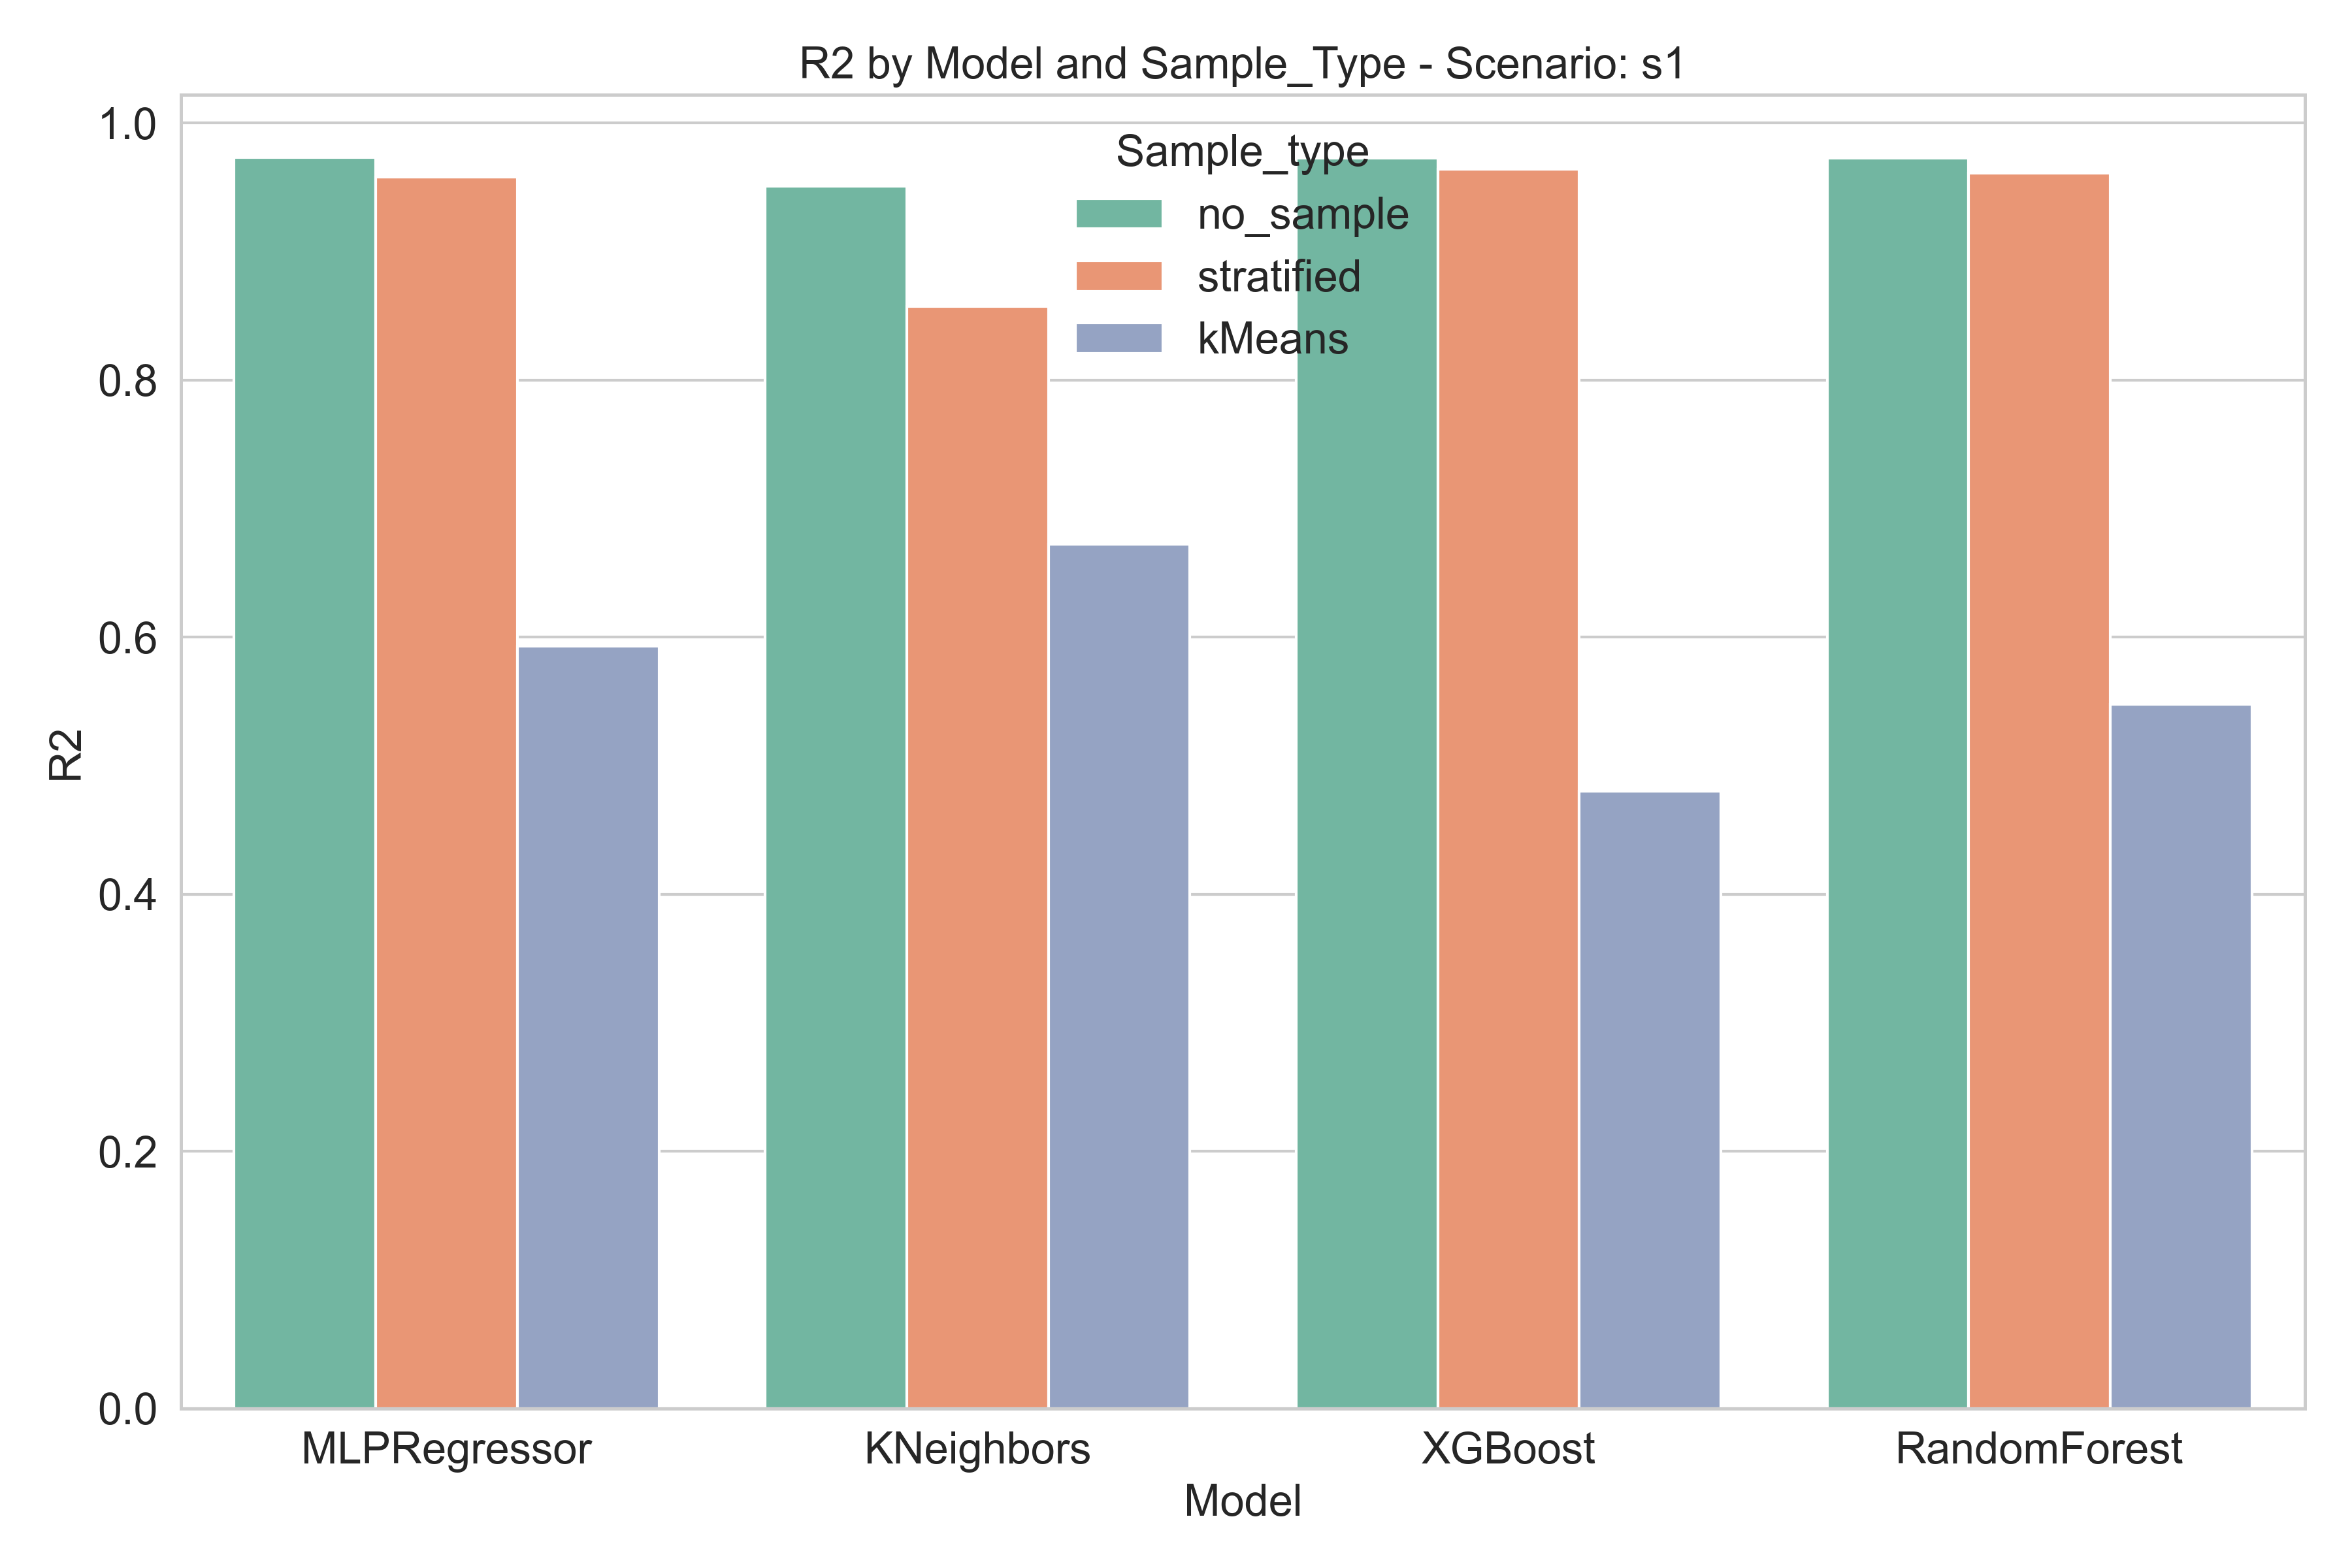 R2 by Model and Sample_Type - Scenario: s1
Sample_type
no_sample
stratified
kMeans
1.0
0.8
0.6
0.4
0.2
0.0
R2
MLPRegressor KNeighbors XGBoost RandomForest
Model